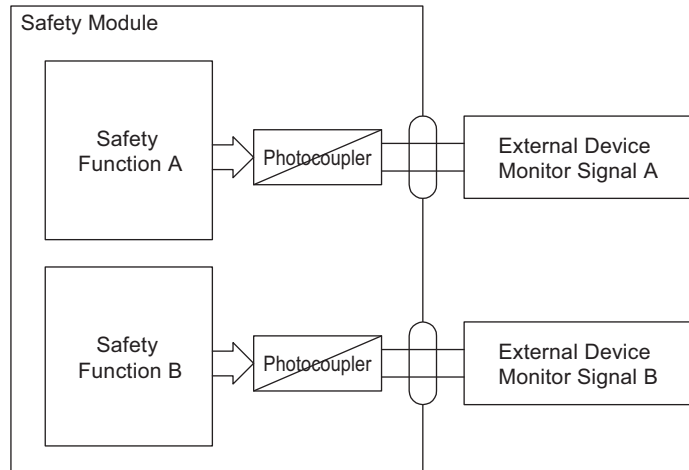 Safety Module
Safety
Function A
Photocoupler
External Device
Monitor Signal A
Safety
Function B
Photocoupler
External Device
Monitor Signal B